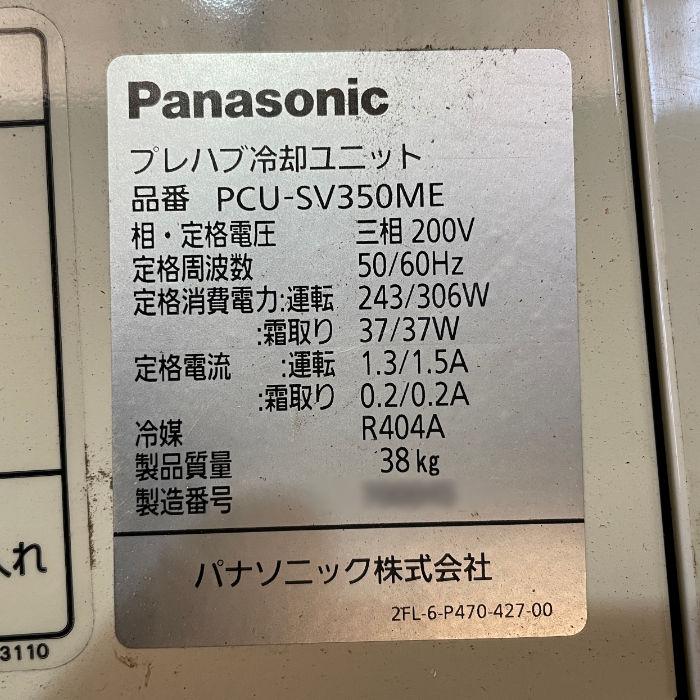 Panasonic
プレハブ冷却ユニット
品番 PCU-SV350ME
相・定格電圧 三相 200V
定格周波数 50/60Hz
定格消費電力:運転 243/306W
:霜取り 37/37W
定格電流 :運転 1.3/1.5A
:霜取り 0.2/0.2A
冷媒 R404A
製品質量 38kg
製造番号
パナソニック株式会社
2FL-6-P470-427-00
入れ
3110